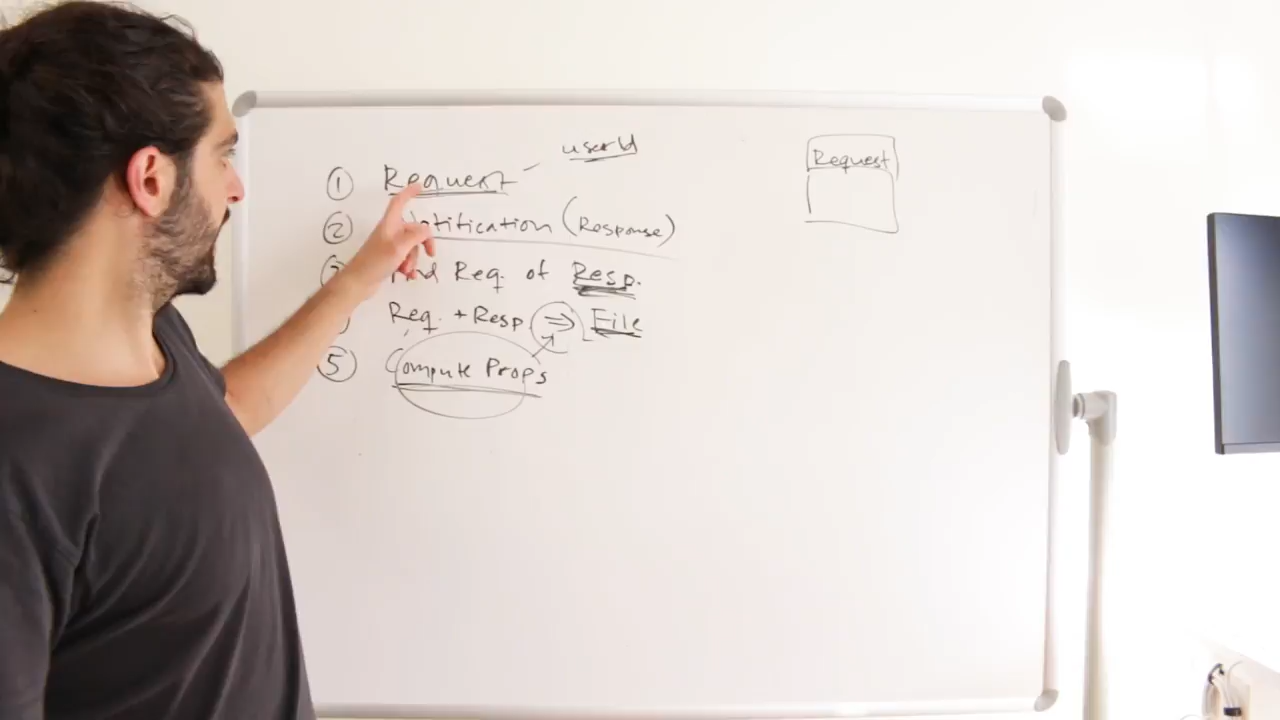 userId
① Request
② Notification (Response)
Req. of Resp.
Req. + Resp ⇒ File
⑤ Compute Props
Request